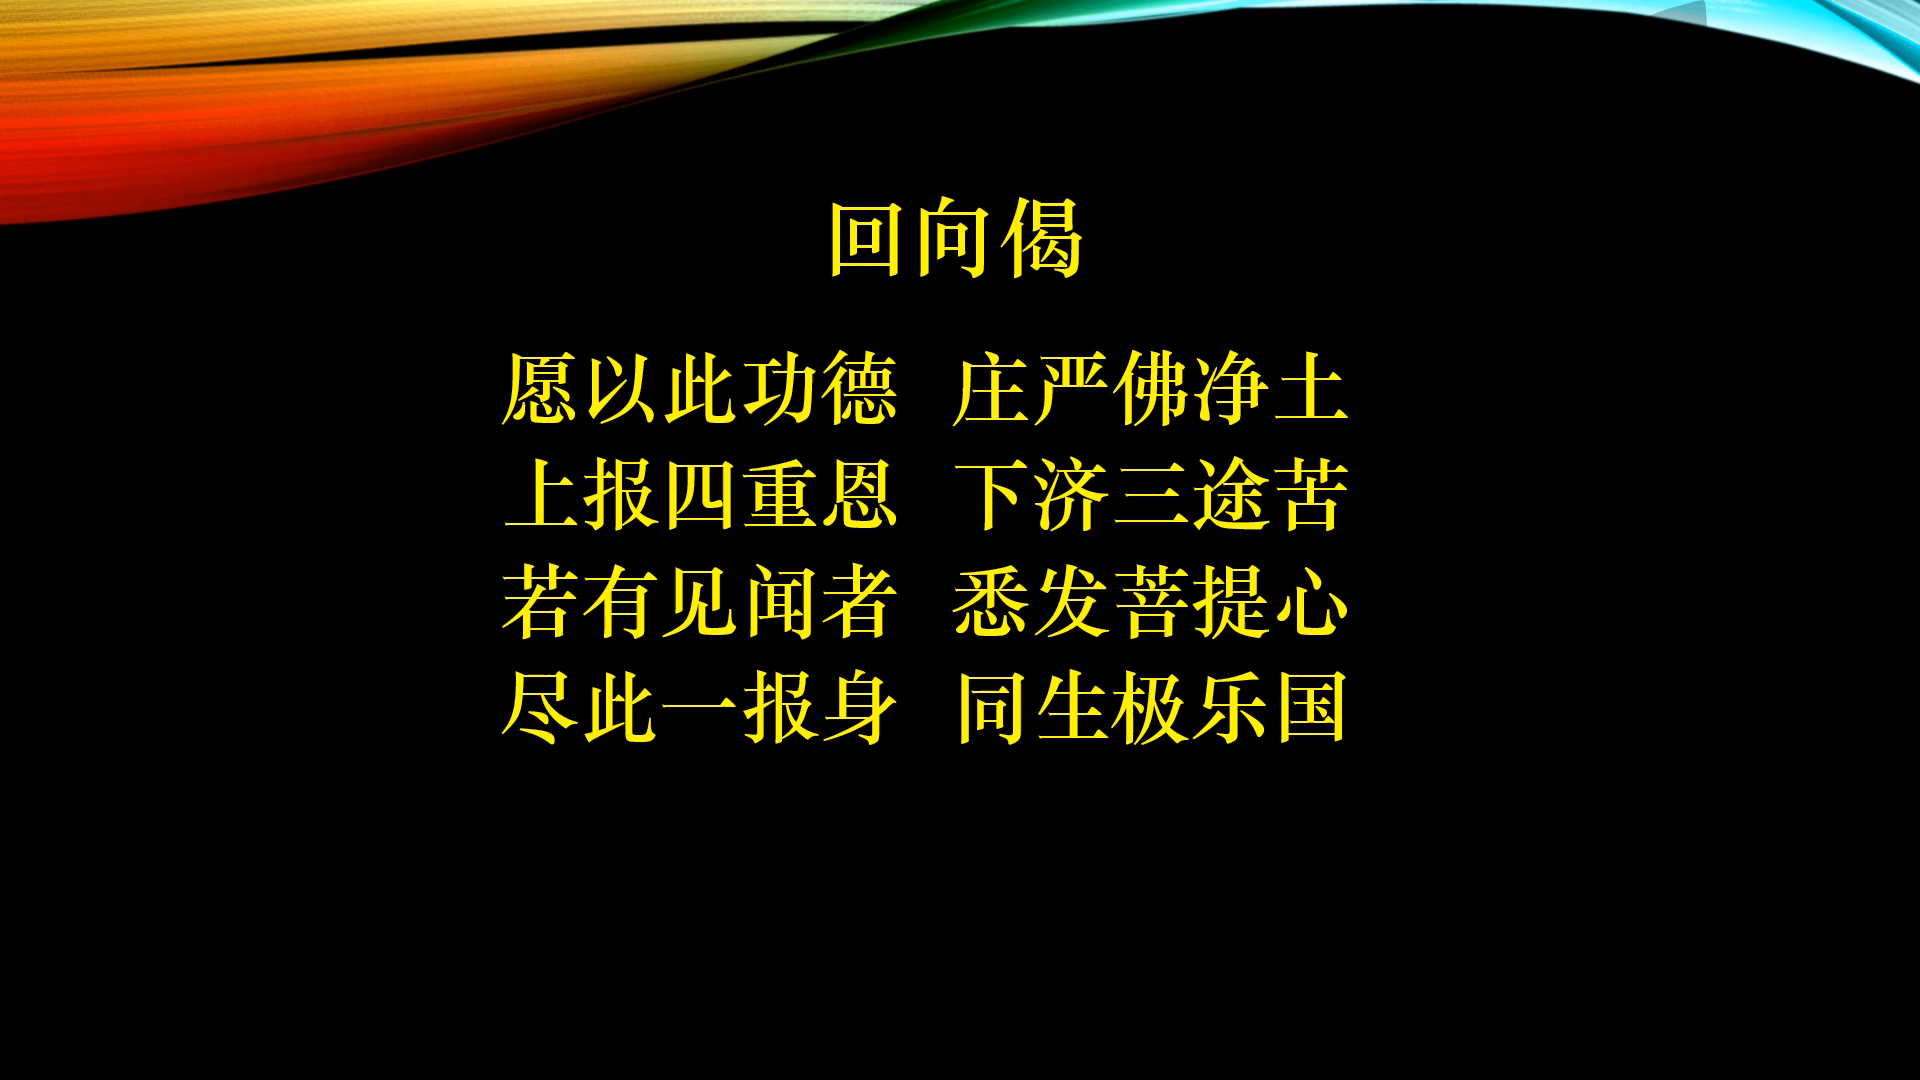 回向偈
愿以此功德 庄严佛净土
上报四重恩 下济三途苦
若有见闻者 悉发菩提心
尽此一报身 同生极乐国